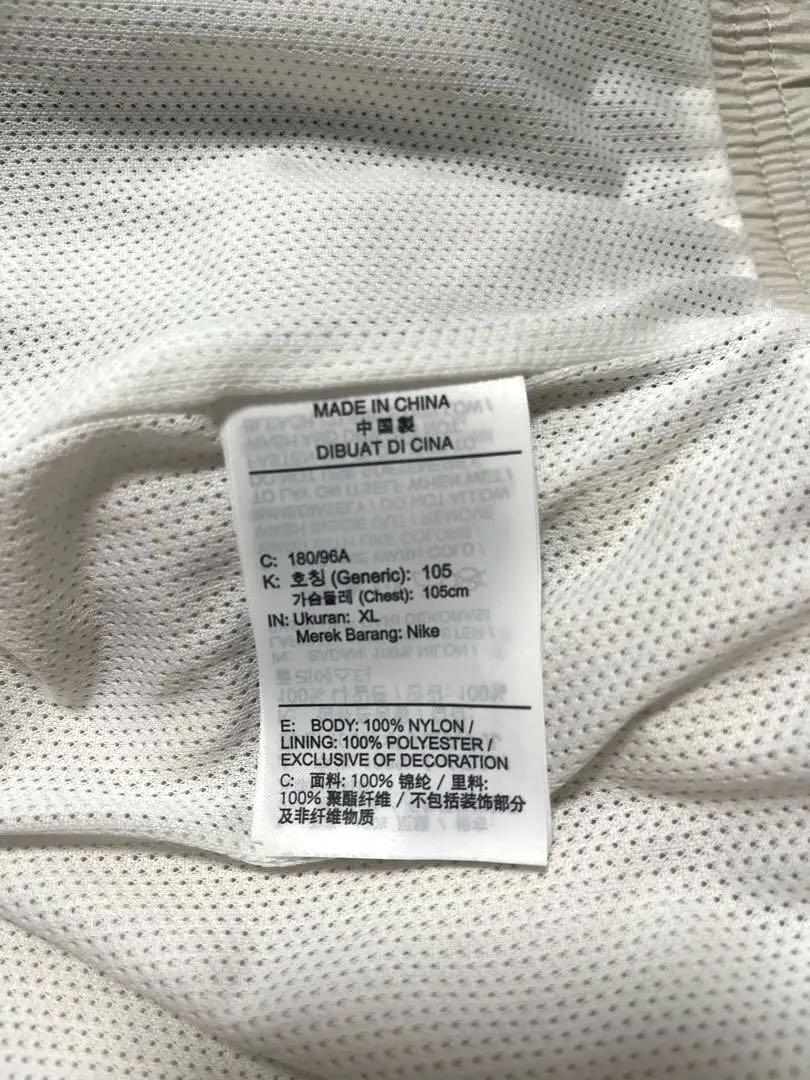 MADE IN CHINA
中国製
DIBUAT DI CINA
C: 180/96A
K: 호칭 (Generic): 105
가슴둘레 (Chest): 105cm
IN: Ukuran: XL
Merek Barang: Nike
E: BODY: 100% NYLON /
LINING: 100% POLYESTER /
EXCLUSIVE OF DECORATION
C: 面料: 100% 锦纶 / 里料:
100% 聚酯纤维 / 不包括装饰部分
及非纤维物质